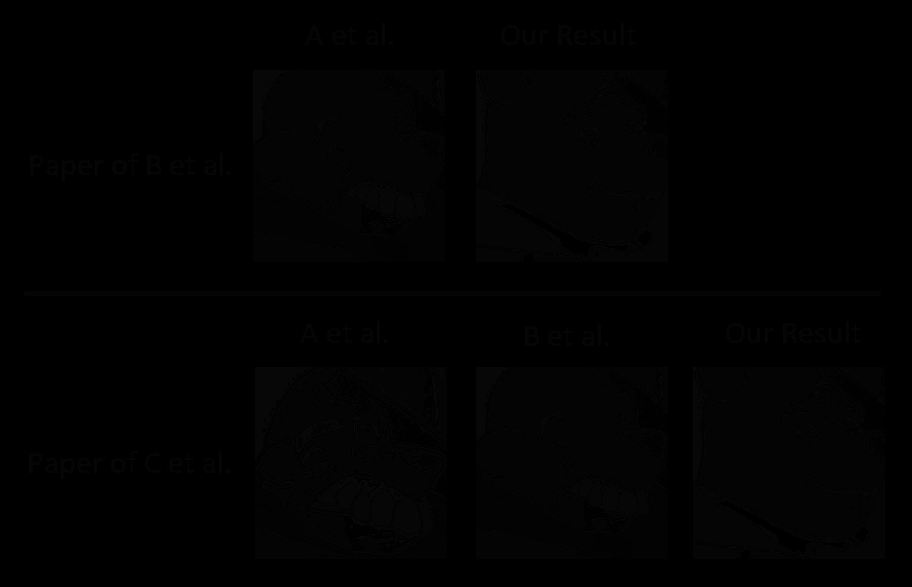 A et al.
Our Result
Paper of B et al.
A et al.
B et al.
Our Result
Paper of C et al.